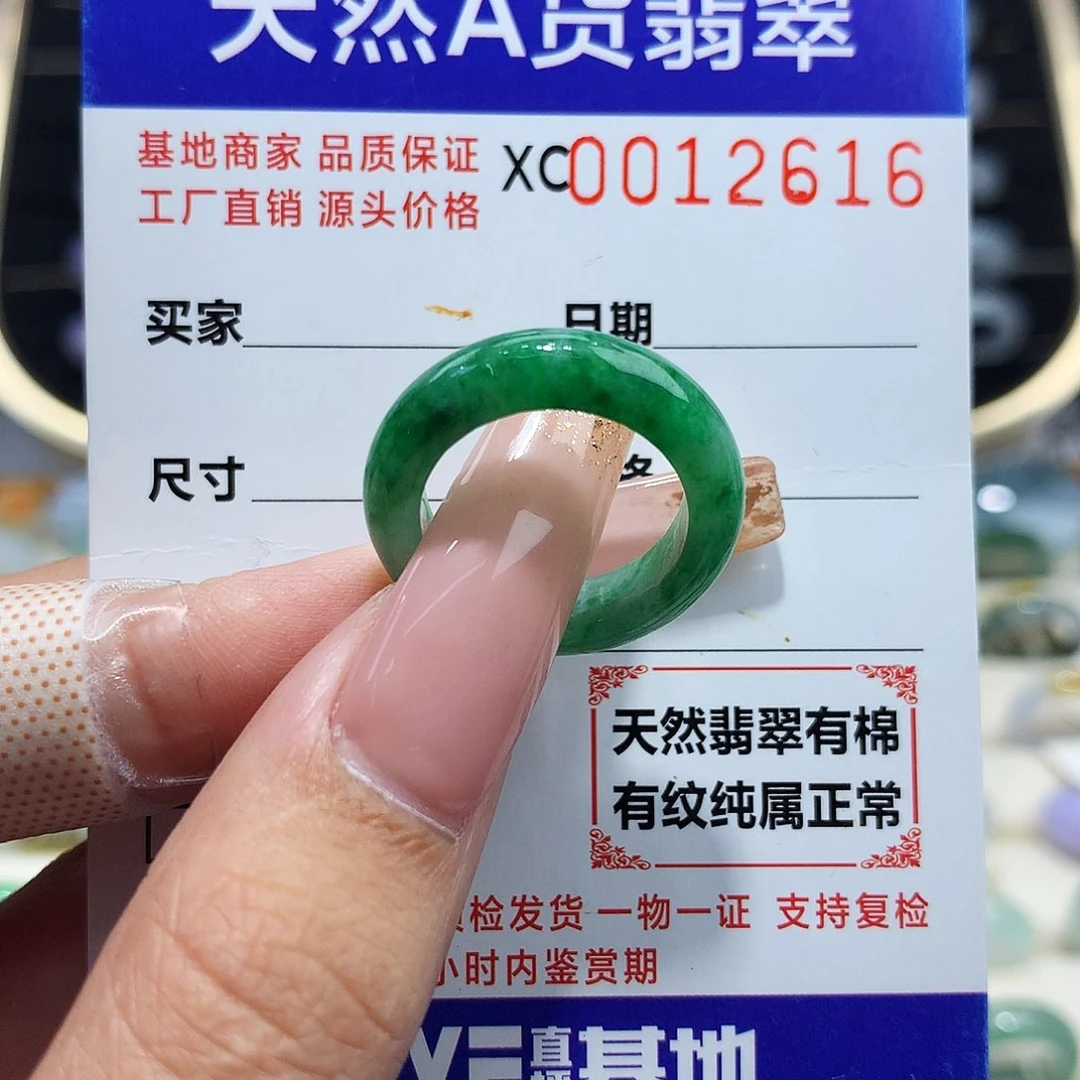 天然A货翡翠
基地商家 品质保证
工厂直销 源头价格
XC0012616
买家
日期
尺寸
天然翡翠有棉
有纹纯属正常
检发货 一物一证 支持复检
小时内鉴赏期
直播
基地